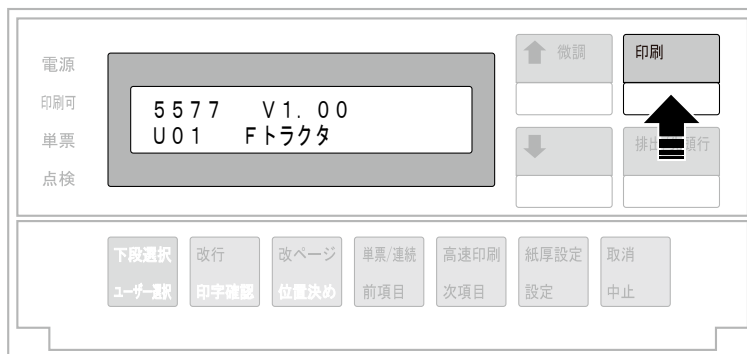 電源
印刷可
単票
点検
5577 V1.00
U01 Fトラクタ
微調
印刷
排出 頭行
下段選択
ユーザー選択
改行
印字確認
改ページ
位置決め
単票/連続
前項目
高速印刷
次項目
紙厚設定
設定
取消
中止